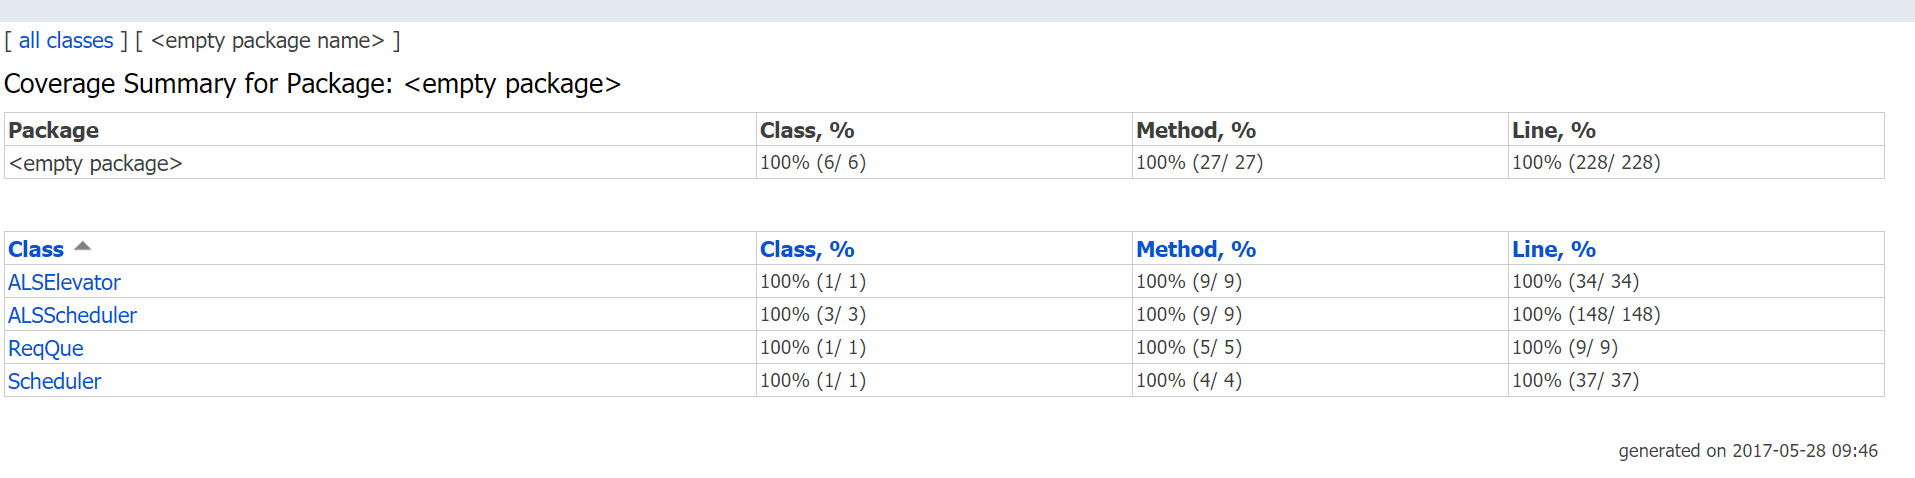 [ all classes ] [ <empty package name> ]
Coverage Summary for Package: <empty package>
Package Class, % Method, % Line, %
<empty package> 100% (6/ 6) 100% (27/ 27) 100% (228/ 228)
Class Class, % Method, % Line, %
ALSElevator 100% (1/ 1) 100% (9/ 9) 100% (34/ 34)
ALSScheduler 100% (3/ 3) 100% (9/ 9) 100% (148/ 148)
ReqQue 100% (1/ 1) 100% (5/ 5) 100% (9/ 9)
Scheduler 100% (1/ 1) 100% (4/ 4) 100% (37/ 37)
generated on 2017-05-28 09:46